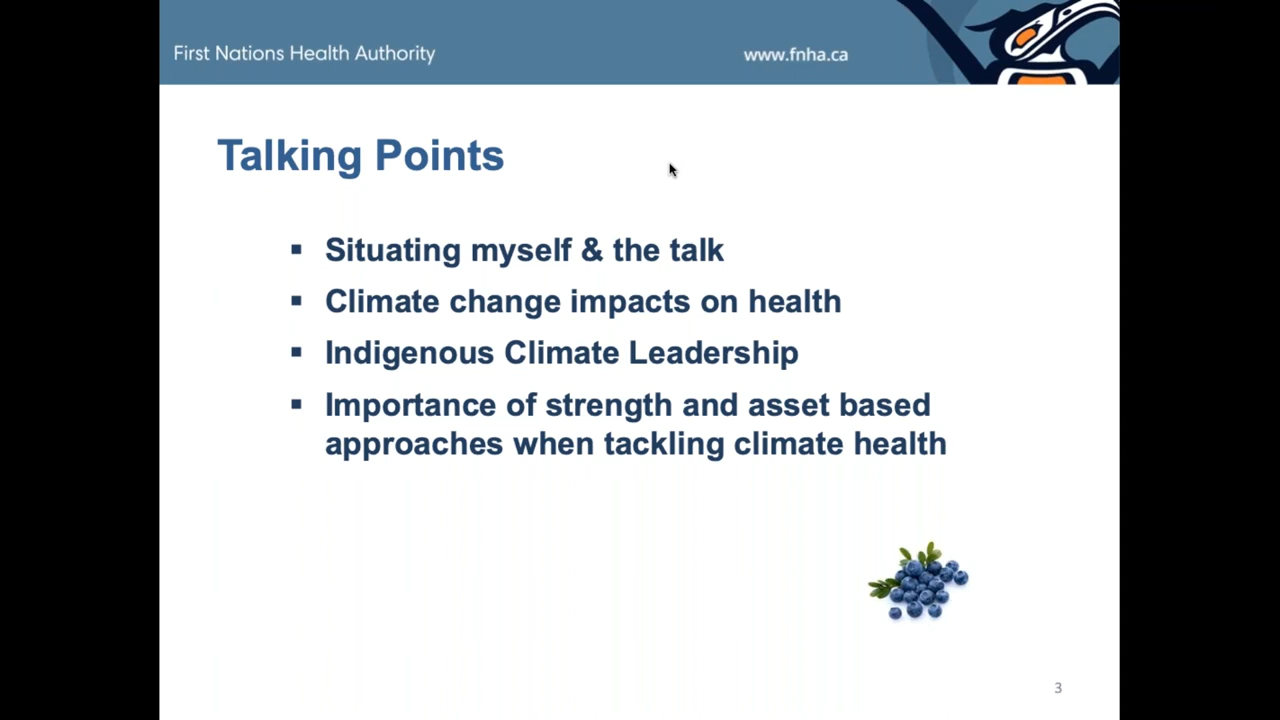 First Nations Health Authority
www.fnha.ca
Talking Points
▪ Situating myself & the talk
▪ Climate change impacts on health
▪ Indigenous Climate Leadership
▪ Importance of strength and asset based
approaches when tackling climate health
3